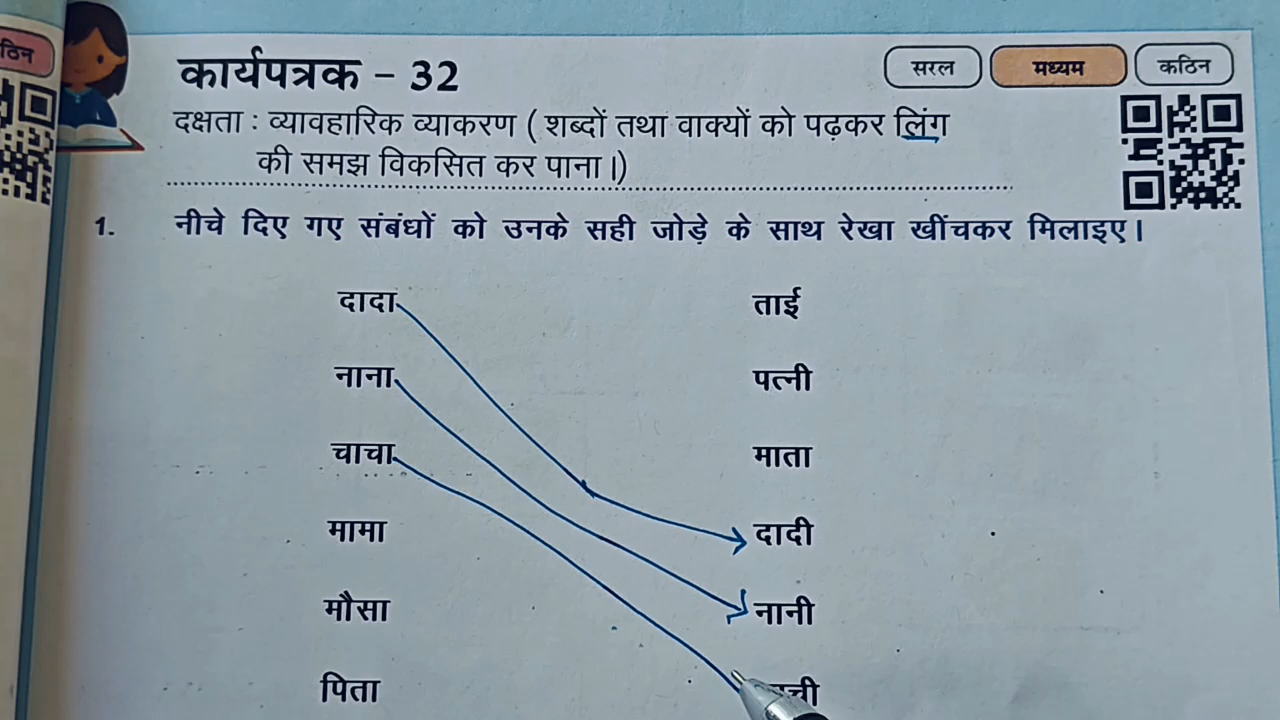 ठिन
कार्यपत्रक – 32
सरल
मध्यम
कठिन
दक्षता : व्यावहारिक व्याकरण ( शब्दों तथा वाक्यों को पढ़कर लिंग
की समझ विकसित कर पाना।)
1. नीचे दिए गए संबंधों को उनके सही जोड़े के साथ रेखा खींचकर मिलाइए।
दादा ताई
नाना पत्नी
चाचा माता
मामा दादी
मौसा नानी
पिता